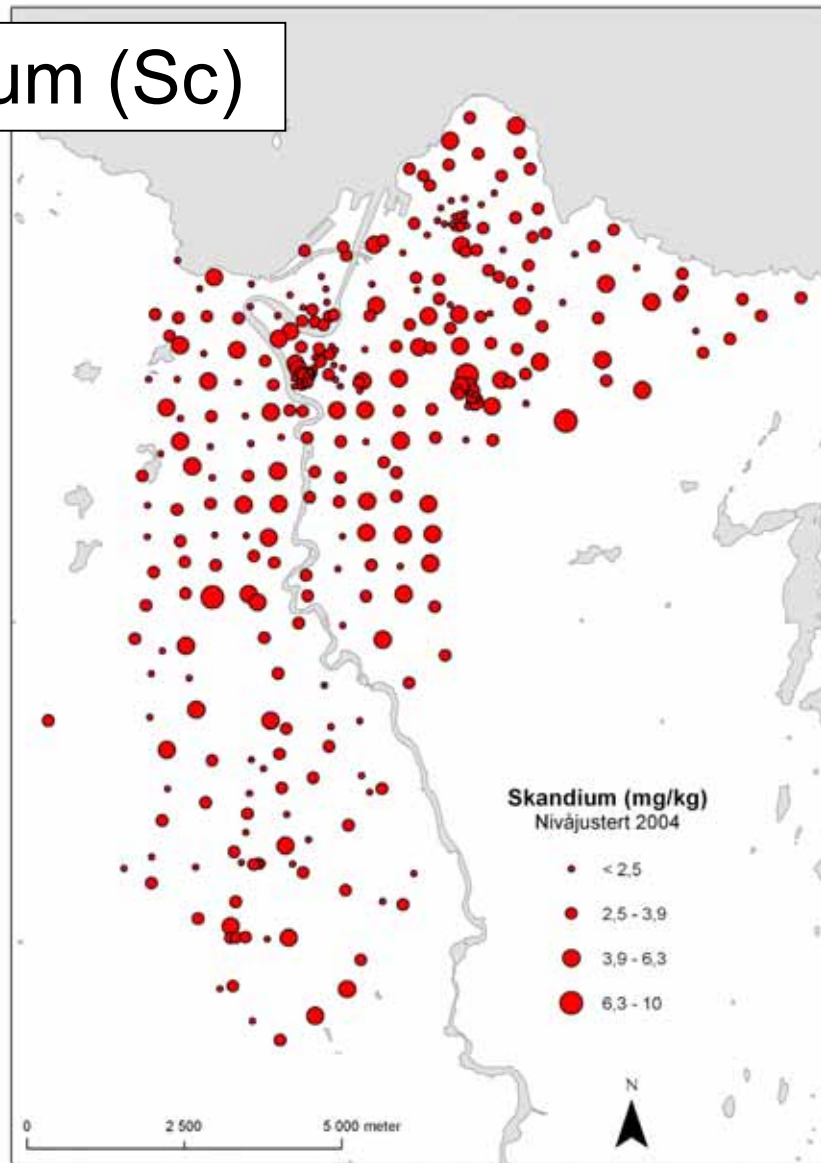 um (Sc)
Skandium (mg/kg)
Nivåjustert 2004
< 2,5
2,5 - 3,9
3,9 - 6,3
6,3 - 10
N
0 2 500 5 000 meter